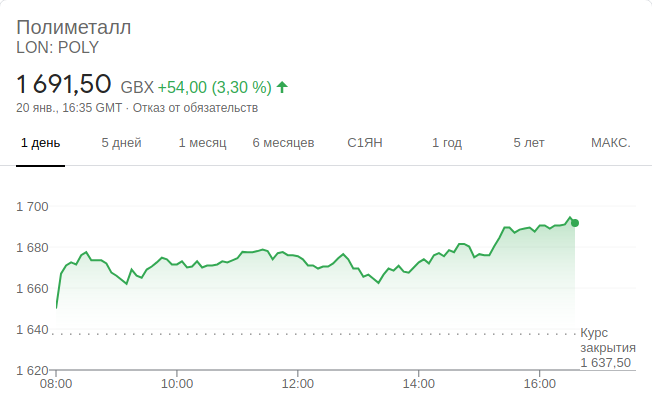 Полиметалл
LON: POLY
1 691,50 GBX +54,00 (3,30 %)
20 янв., 16:35 GMT · Отказ от обязательств
1 день 5 дней 1 месяц 6 месяцев С1ЯН 1 год 5 лет МАКС.
1 700
1 680
1 660
1 640
Курс
закрытия
1 637,50
1 620
08:00 10:00 12:00 14:00 16:00